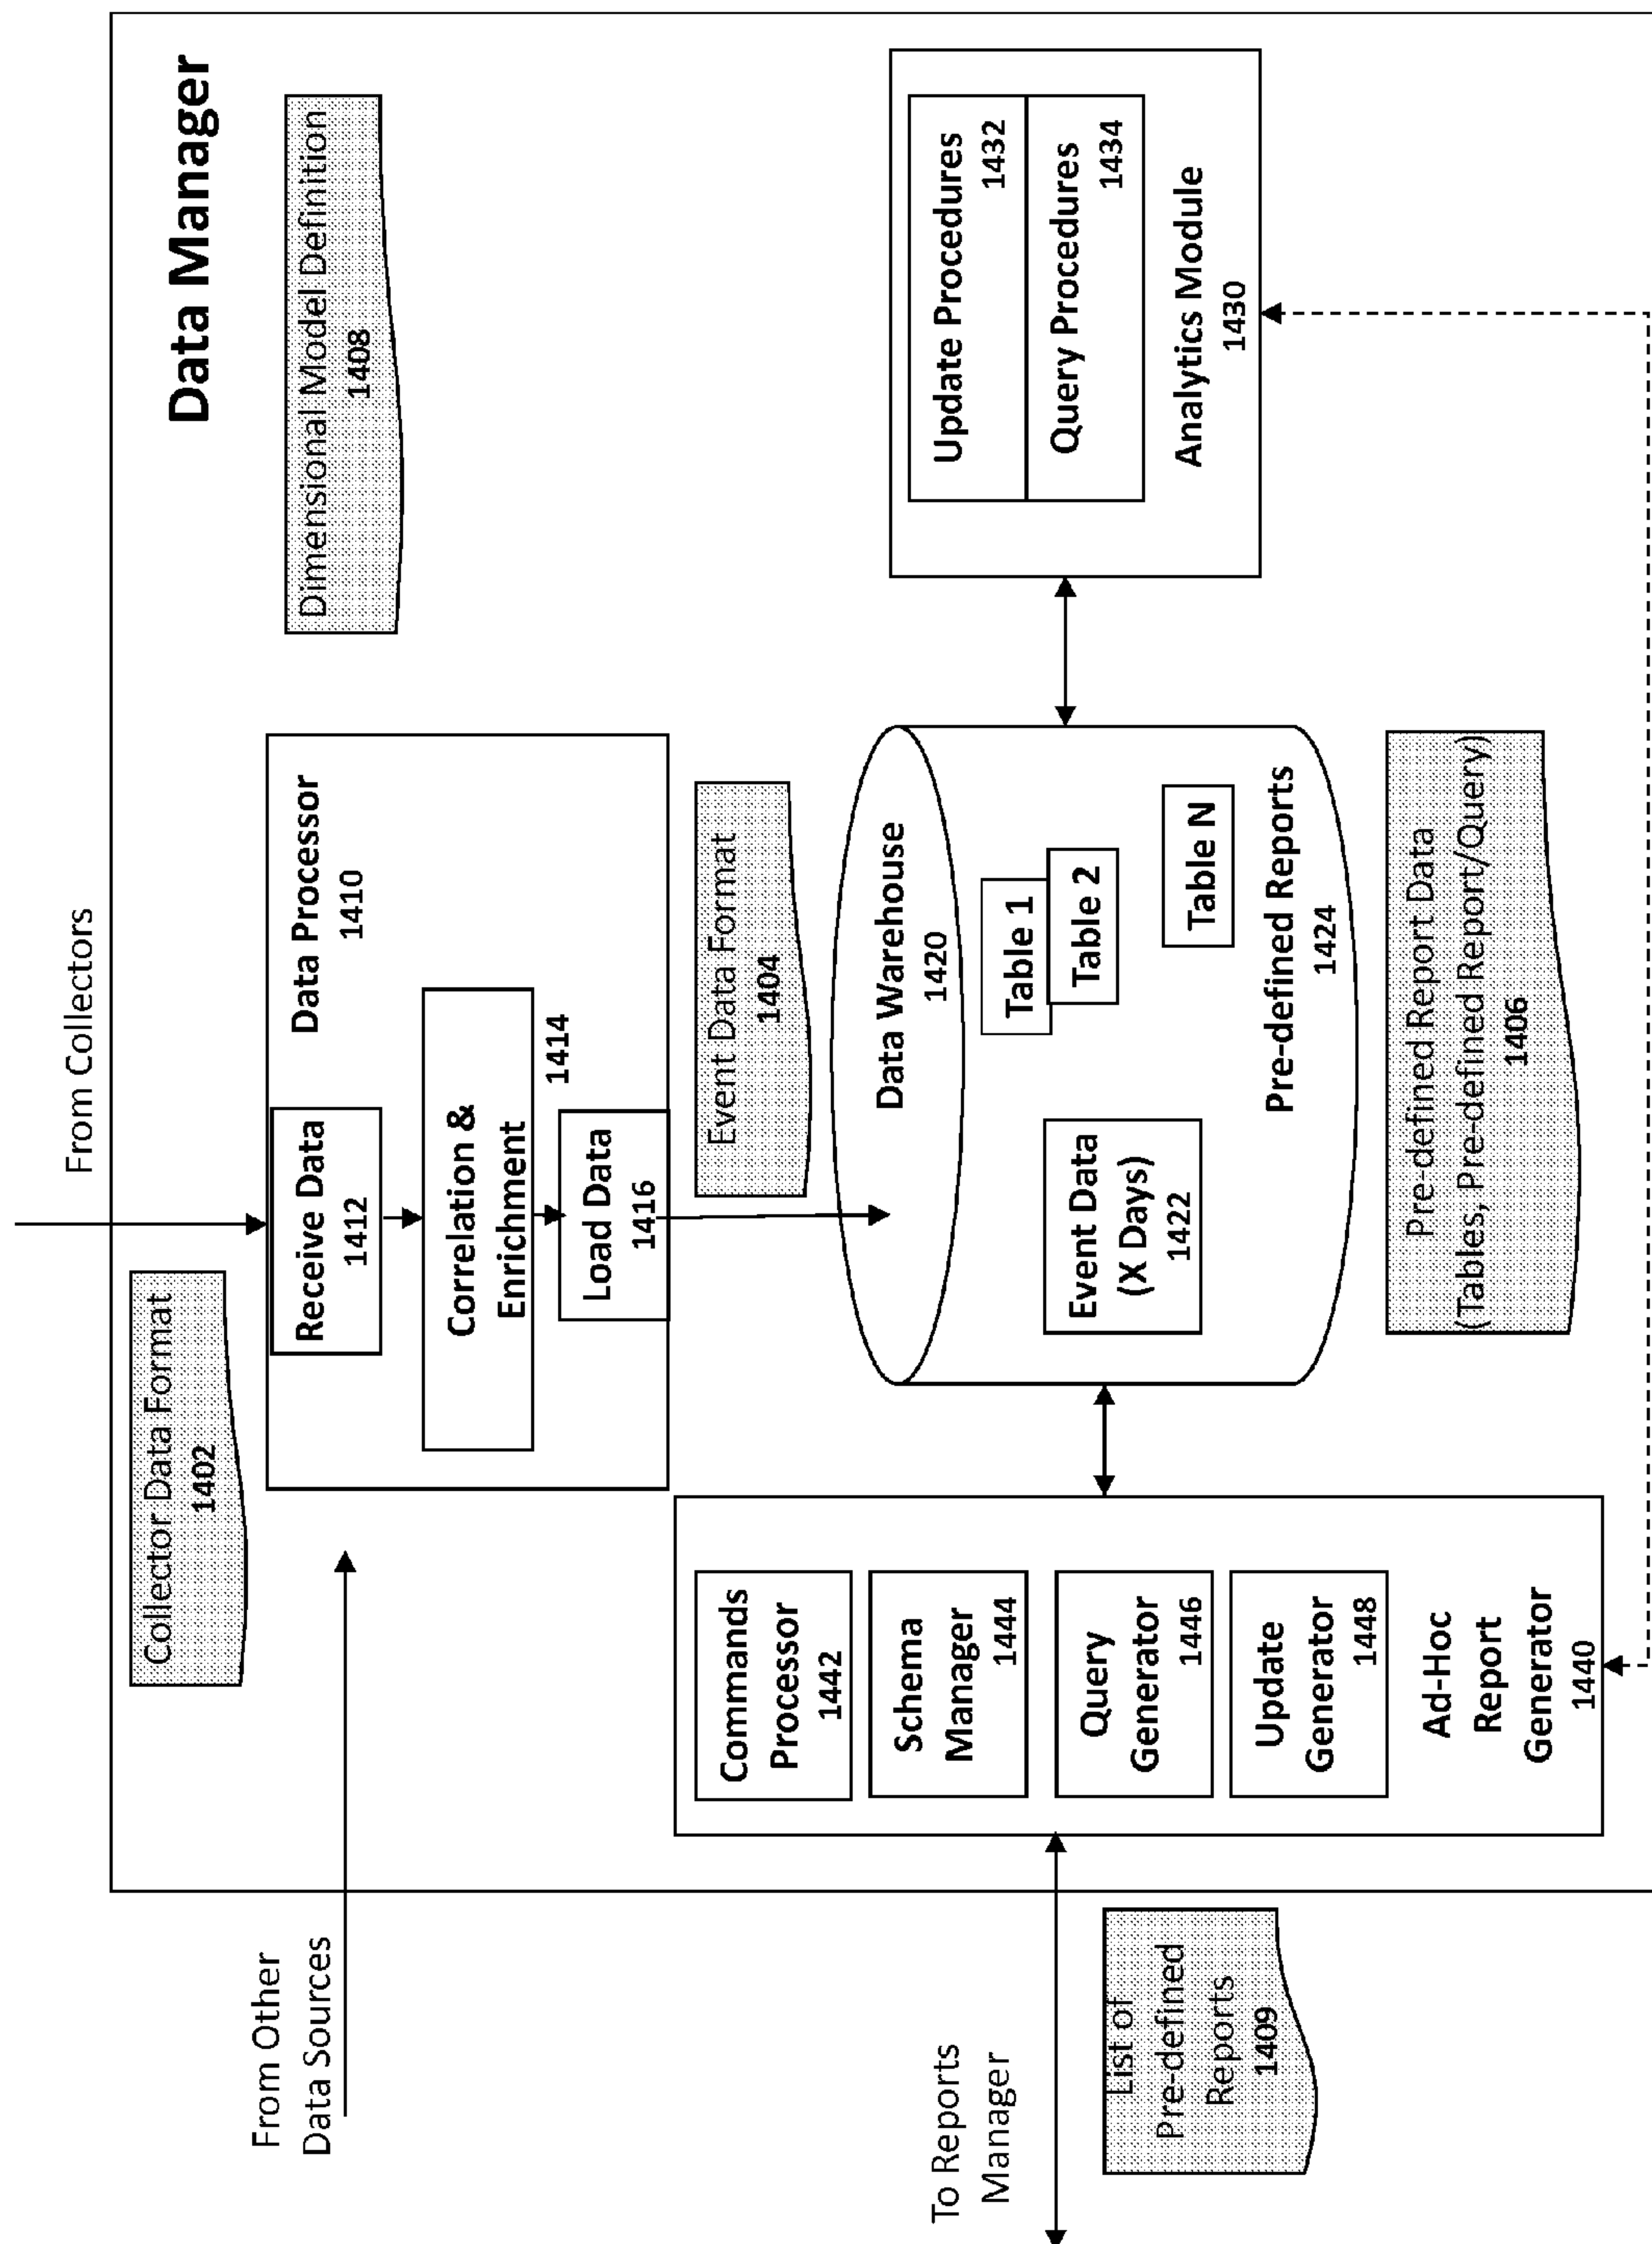 Data Manager
From Collectors
Collector Data Format
1402
Dimensional Model Definition
1408
From Other
Data Sources
Data Processor
1410
Receive Data
1412
Correlation &
Enrichment
1414
Load Data
1416
Event Data Format
1404
Commands
Processor
1442
Schema
Manager
1444
Query
Generator
1446
Update
Generator
1448
Ad-Hoc
Report
Generator
1440
Data Warehouse
1420
Table 1
Table 2
Table N
Event Data
(X Days)
1422
Pre-defined Reports
1424
Update Procedures
1432
Query Procedures
1434
Analytics Module
1430
To Reports
Manager
List of
Pre-defined
Reports
1409
Pre-defined Report Data
(Tables, Pre-defined Report/Query)
1406